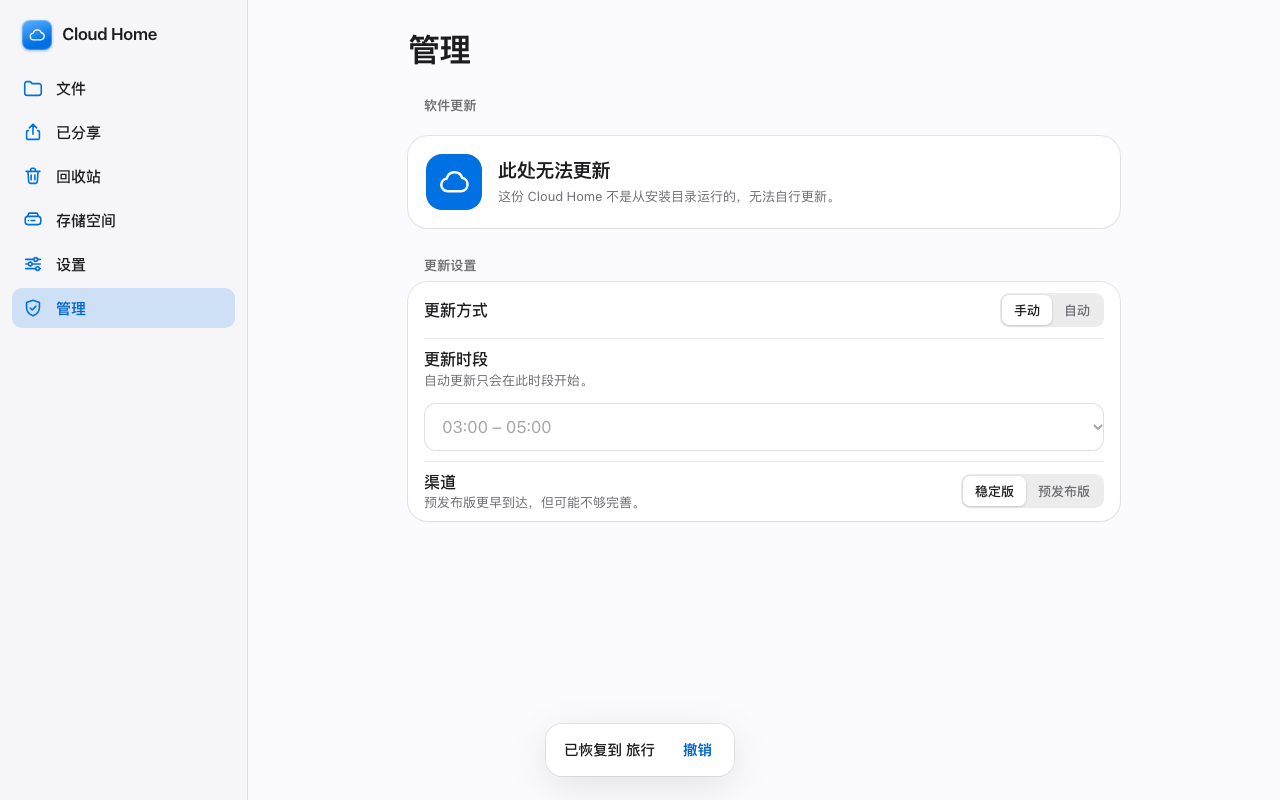 Cloud Home
文件
已分享
回收站
存储空间
设置
管理
管理
软件更新
此处无法更新
这份 Cloud Home 不是从安装目录运行的，无法自行更新。
更新设置
更新方式
手动
自动
更新时段
自动更新只会在此时段开始。
03:00 – 05:00
渠道
预发布版更早到达，但可能不够完善。
稳定版
预发布版
已恢复到 旅行
撤销